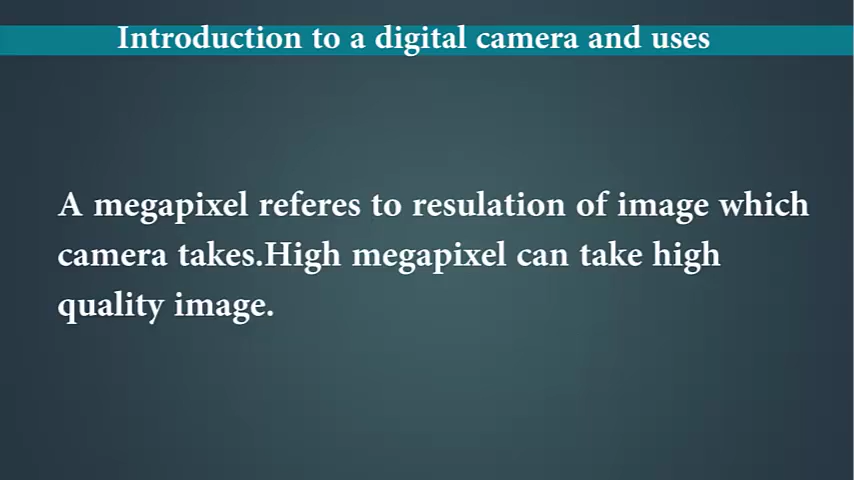 Introduction to a digital camera and uses
A megapixel referes to resulation of image which
camera takes.High megapixel can take high
quality image.